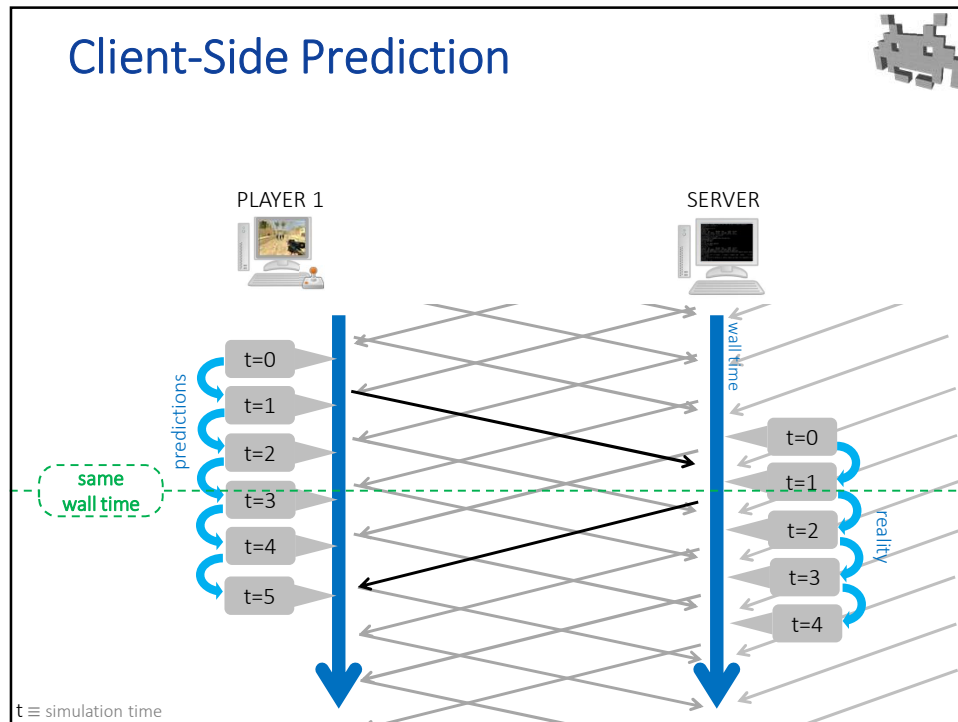 Client-Side Prediction
PLAYER 1
SERVER
wall time
predictions
t=0
t=1
t=2
t=3
t=4
t=5
same
wall time
t=0
t=1
t=2
t=3
t=4
reality
t ≡ simulation time